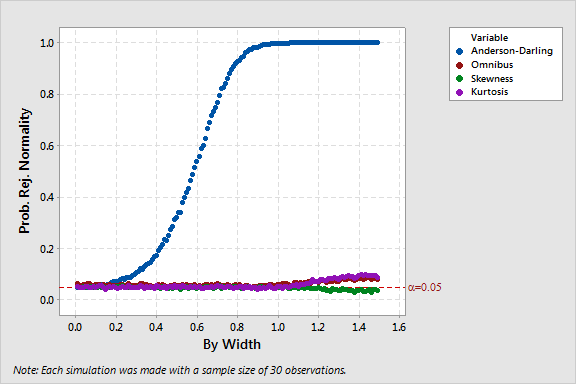 Prob. Rej. Normality
1.0
0.8
0.6
0.4
0.2
0.0
0.0 0.2 0.4 0.6 0.8 1.0 1.2 1.4 1.6
By Width
α=0.05
Variable
Anderson-Darling
Omnibus
Skewness
Kurtosis
Note: Each simulation was made with a sample size of 30 observations.